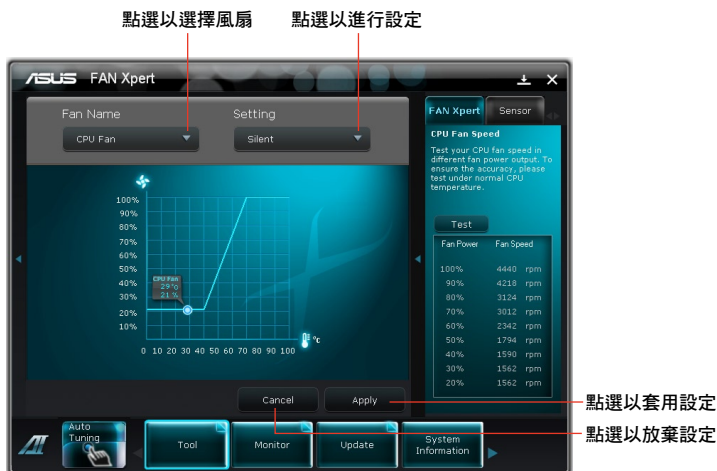 點選以選擇風扇
點選以進行設定
ASUS FAN Xpert
Fan Name
Setting
CPU Fan
Silent
100%
90%
80%
70%
60%
50%
40%
30%
20%
10%
CPU Fan
29°C
21 %
°C
0 10 20 30 40 50 60 70 80 90 100
Cancel
Apply
FAN Xpert
Sensor
CPU Fan Speed
Test your CPU fan speed in
different fan power output. To
ensure the accuracy, please
test under normal CPU
temperature.
Test
Fan Power Fan Speed
100% 4440 rpm
90% 4218 rpm
80% 3124 rpm
70% 3012 rpm
60% 2342 rpm
50% 1794 rpm
40% 1590 rpm
30% 1562 rpm
20% 1562 rpm
點選以套用設定
點選以放棄設定
AI
Auto
Tuning
Tool
Monitor
Update
System
Information